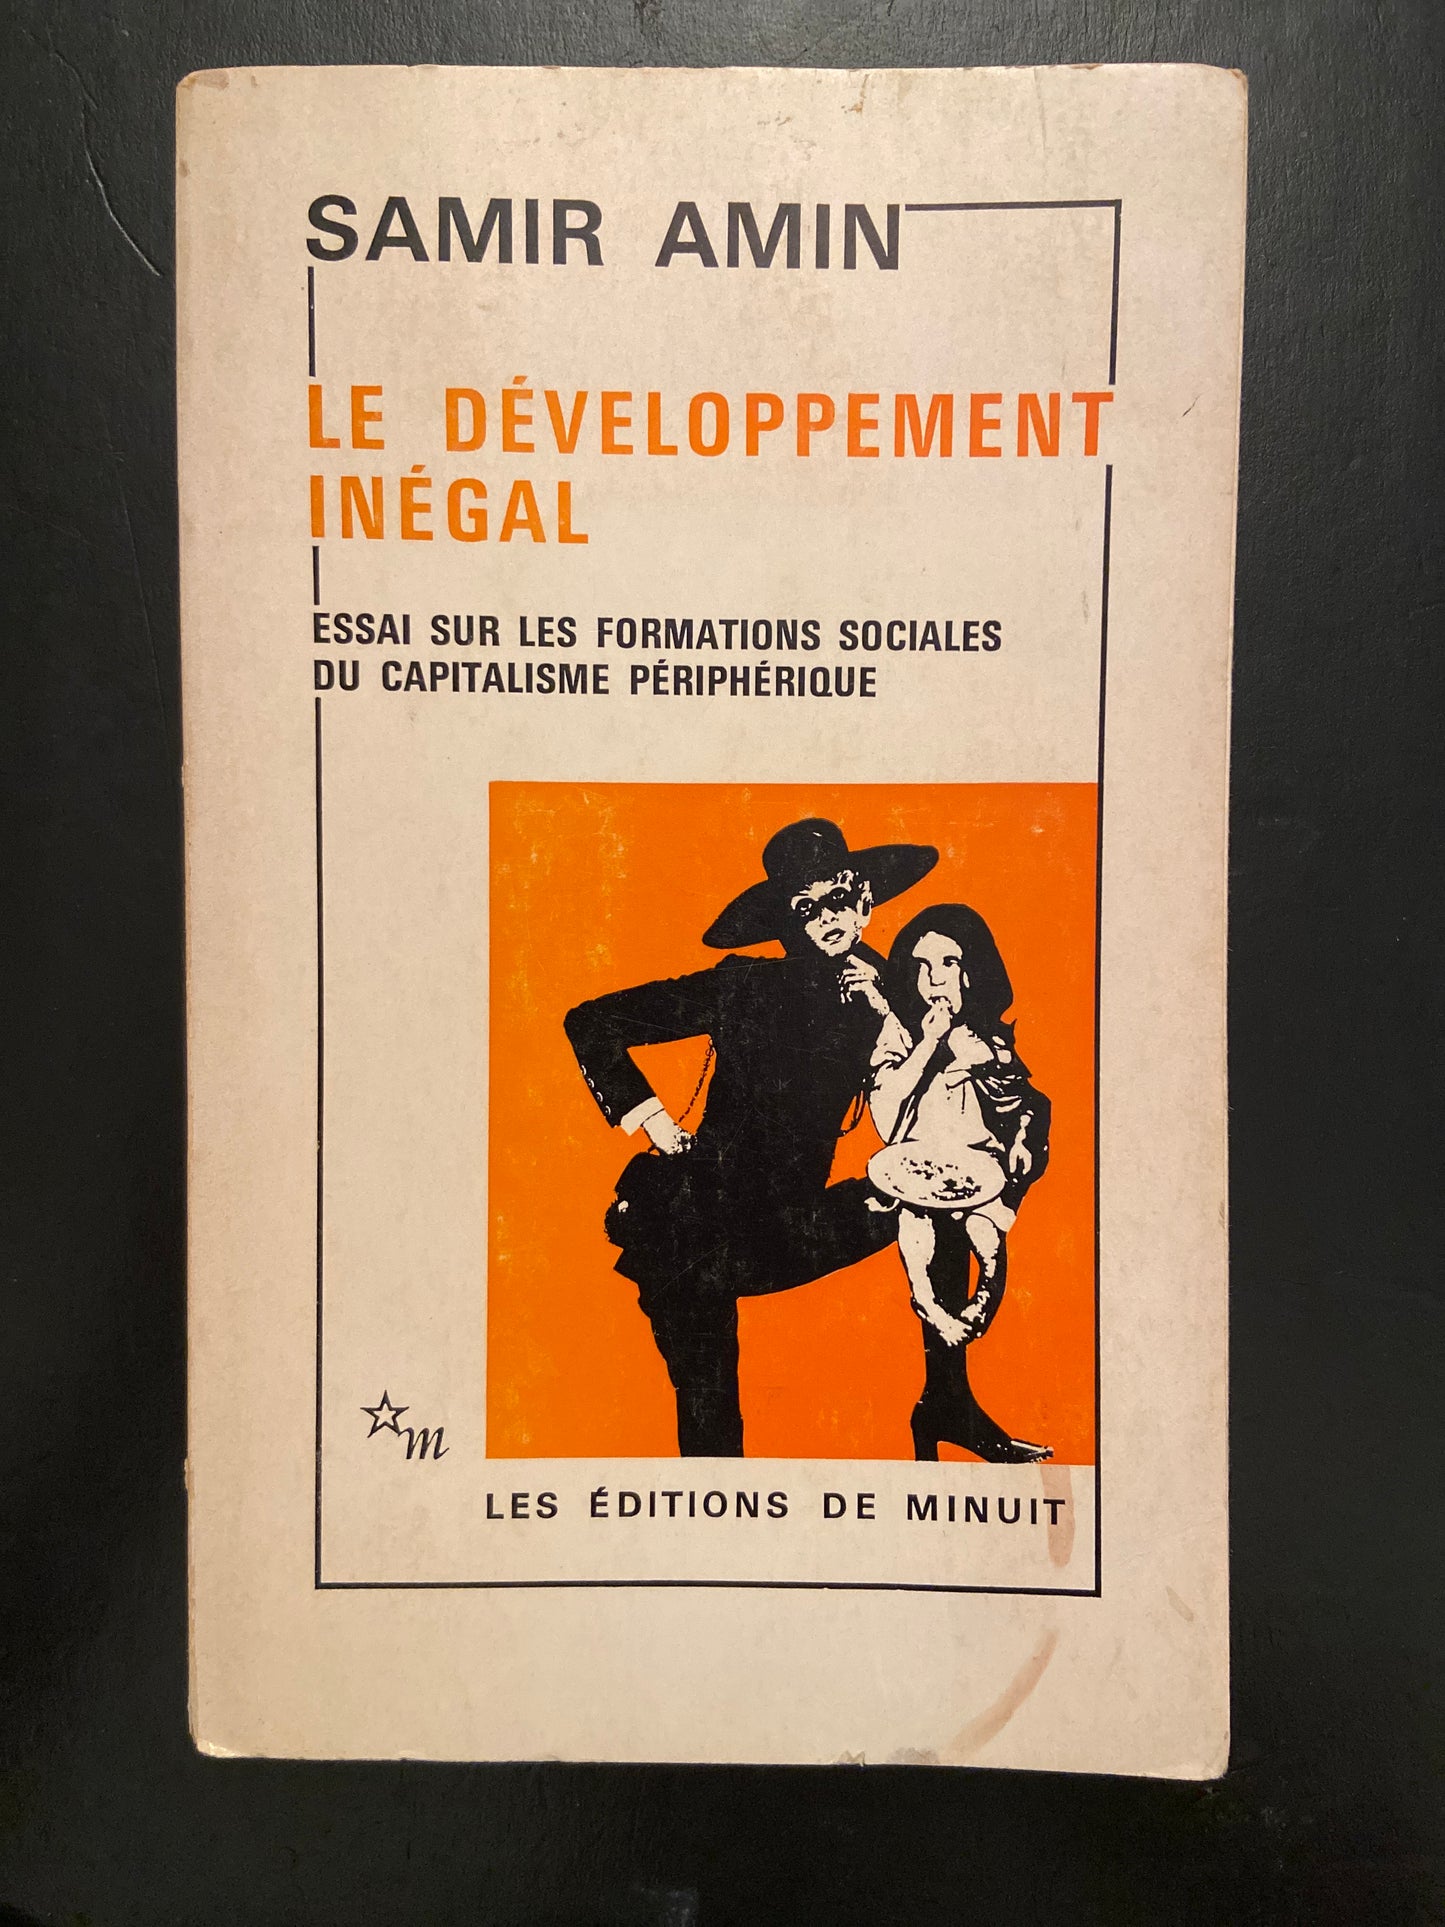 SAMIR AMIN
LE DÉVELOPPEMENT
INÉGAL
ESSAI SUR LES FORMATIONS SOCIALES
DU CAPITALISME PÉRIPHÉRIQUE
m
LES ÉDITIONS DE MINUIT